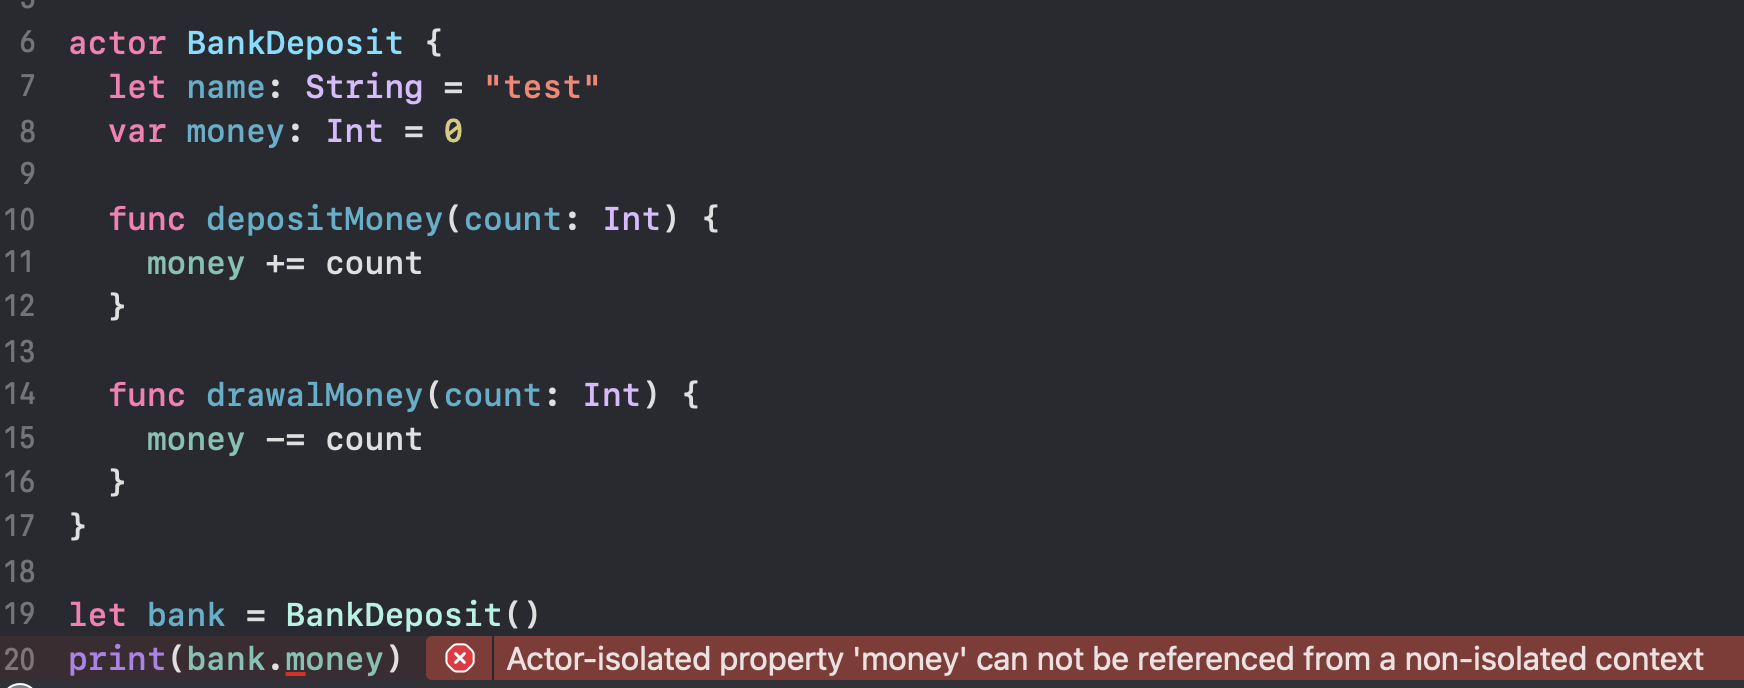 6 actor BankDeposit {
7 let name: String = "test"
8 var money: Int = 0
9
10 func depositMoney(count: Int) {
11 money += count
12 }
13
14 func drawalMoney(count: Int) {
15 money -= count
16 }
17 }
18
19 let bank = BankDeposit()
20 print(bank.money) Actor-isolated property 'money' can not be referenced from a non-isolated context